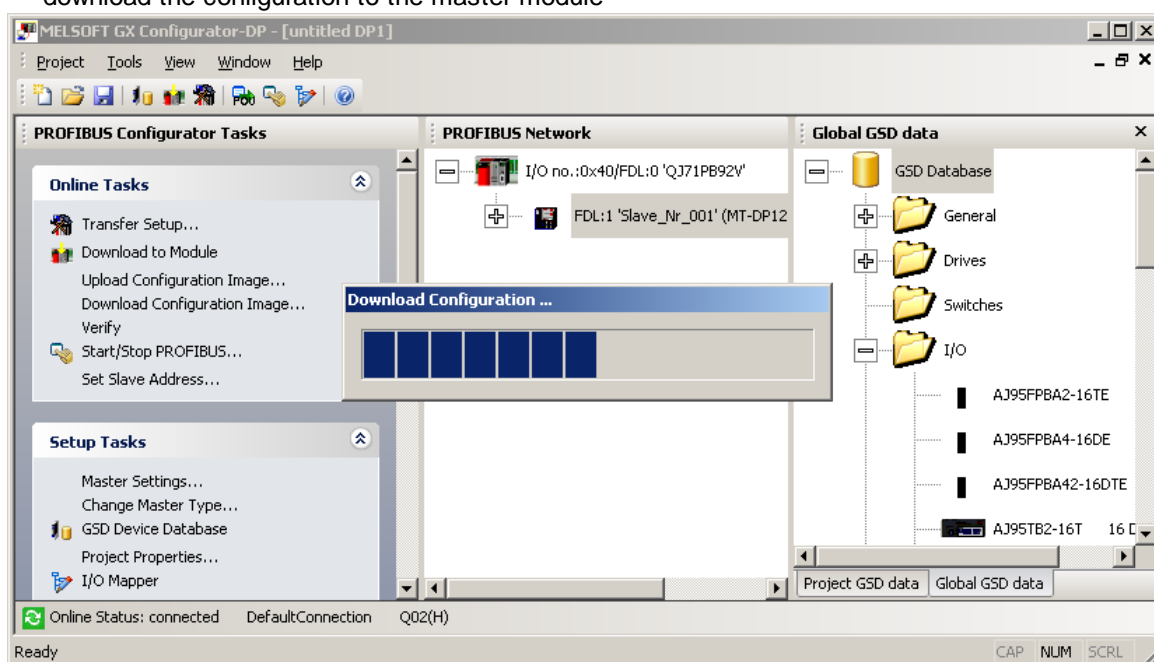 download the configuration to the master module
MELSOFT GX Configurator-DP - [untitled DP1]
Project Tools View Window Help
PROFIBUS Configurator Tasks
Online Tasks
Transfer Setup...
Download to Module
Upload Configuration Image...
Download Configuration Image...
Verify
Start/Stop PROFIBUS...
Set Slave Address...
Setup Tasks
Master Settings...
Change Master Type...
GSD Device Database
Project Properties...
I/O Mapper
PROFIBUS Network
I/O no.:0x40/FDL:0 'QJ71PB92V'
FDL:1 'Slave_Nr_001' (MT-DP12
Download Configuration ...
Global GSD data
GSD Database
General
Drives
Switches
I/O
AJ95FPBA2-16TE
AJ95FPBA4-16DE
AJ95FPBA42-16DTE
AJ95TB2-16T 16 D
Project GSD data Global GSD data
Online Status: connected DefaultConnection Q02(H)
Ready CAP NUM SCRL